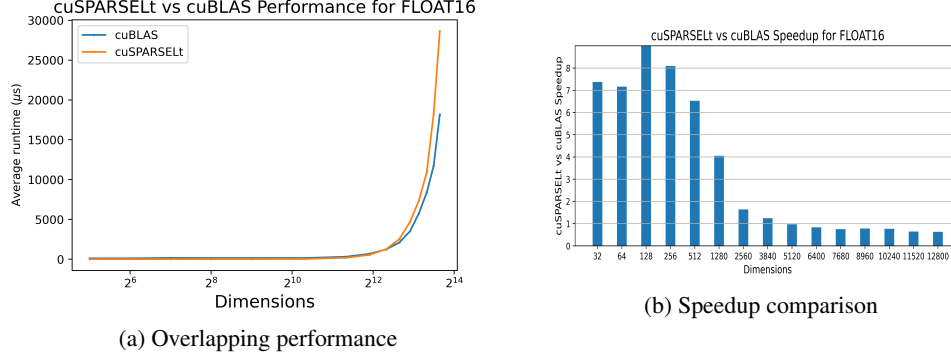 cuSPARSELt vs cuBLAS Performance for FLOAT16
cuBLAS
cuSPARSELt
30000
25000
20000
15000
10000
5000
0
Average runtime (μs)
2^6 2^8 2^10 2^12 2^14
Dimensions
(a) Overlapping performance
cuSPARSELt vs cuBLAS Speedup for FLOAT16
cuSPARSELt vs cuBLAS Speedup
8
7
6
5
4
3
2
1
0
32 64 128 256 512 1280 2560 3840 5120 6400 7680 8960 10240 11520 12800
Dimensions
(b) Speedup comparison